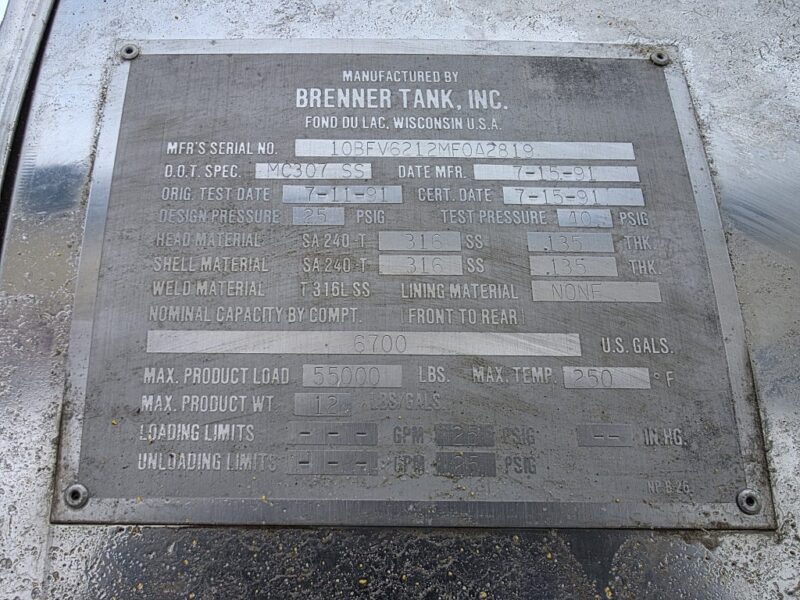 MANUFACTURED BY
BRENNER TANK, INC.
FOND DU LAC, WISCONSIN U.S.A.
MFR'S SERIAL NO. 10BFV6212MF0A2819
D.O.T. SPEC. MC307 SS DATE MFR. 7-15-91
ORIG. TEST DATE 7-11-91 CERT. DATE 7-15-91
DESIGN PRESSURE 25 PSIG TEST PRESSURE 40 PSIG
HEAD MATERIAL SA 240-T 316 SS .135 THK.
SHELL MATERIAL SA 240-T 316 SS .135 THK.
WELD MATERIAL T 316L SS LINING MATERIAL NONE
NOMINAL CAPACITY BY COMPT. (FRONT TO REAR)
6700 U.S. GALS.
MAX. PRODUCT LOAD 55000 LBS. MAX. TEMP. 250 °F
MAX. PRODUCT WT. 12 LBS/GALS.
LOADING LIMITS --- GPM 25 PSIG -- IN HG.
UNLOADING LIMITS --- GPM 25 PSIG
NP B 26